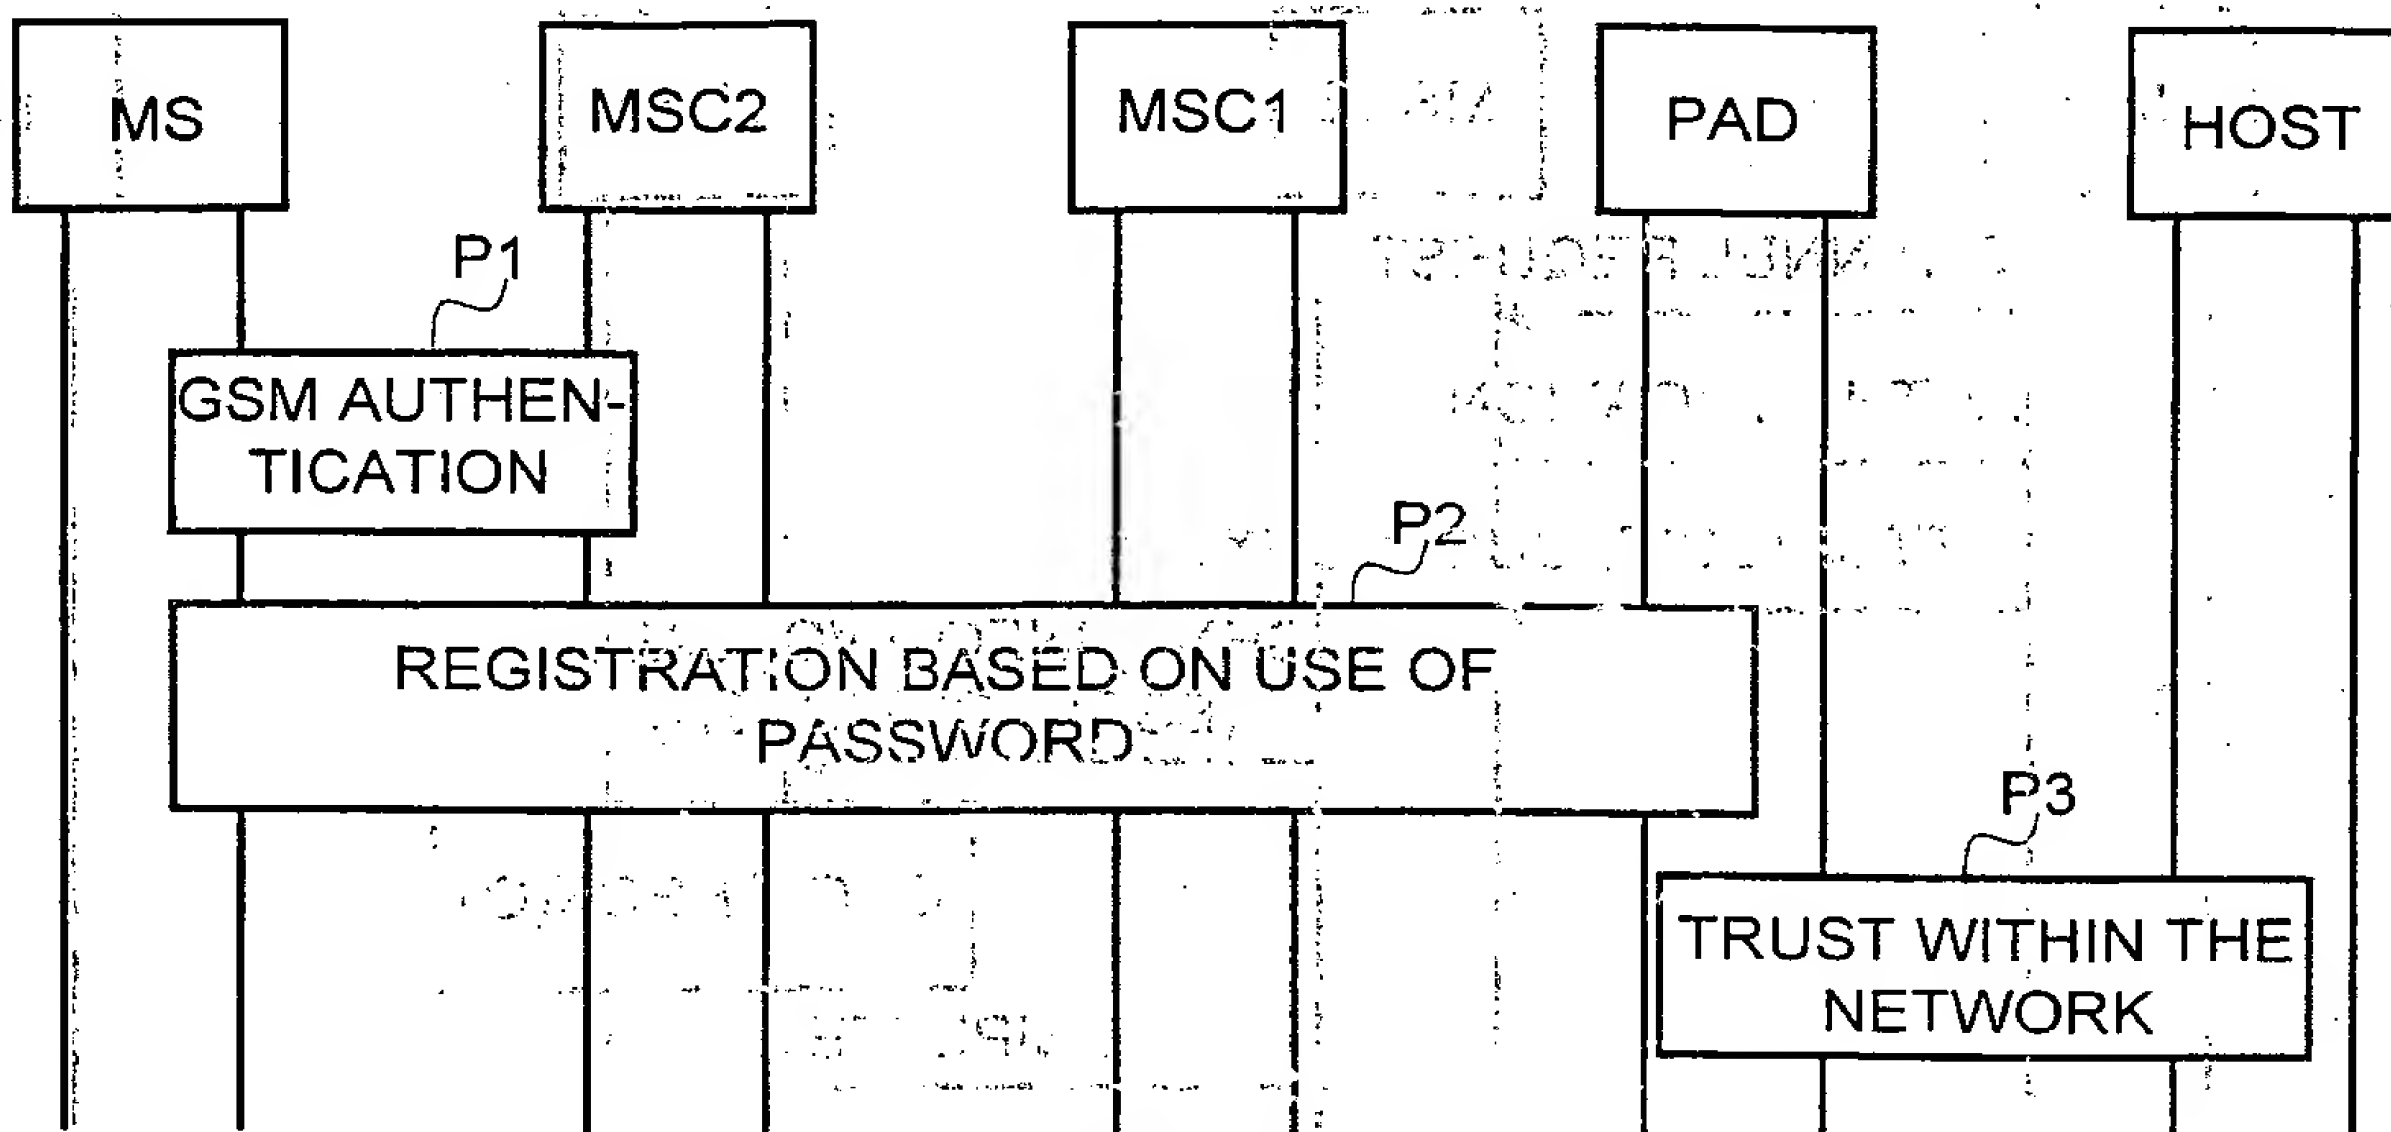 MS
MSC2
MSC1
PAD
HOST
P1
GSM AUTHEN-
TICATION
P2
REGISTRATION BASED ON USE OF
PASSWORD
P3
TRUST WITHIN THE
NETWORK